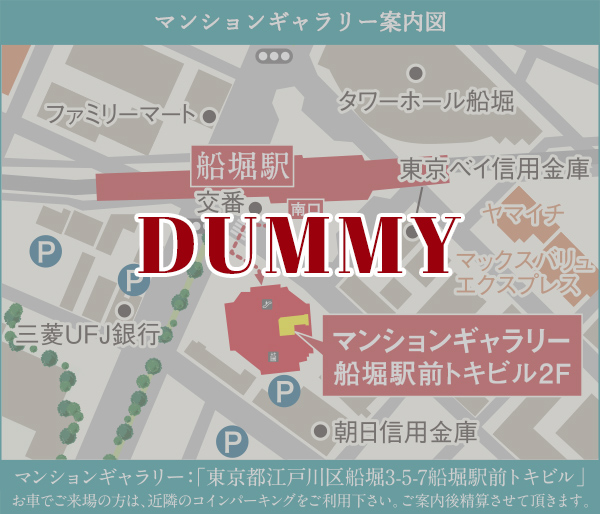 マンションギャラリー案内図
ファミリーマート
タワーホール船堀
船堀駅
東京ベイ信用金庫
交番
南口
ヤマイチ
DUMMY
P
P
マックスバリュ
エクスプレス
三菱UFJ銀行
マンションギャラリー
船堀駅前トキビル2F
P
朝日信用金庫
P
マンションギャラリー:「東京都江戸川区船堀3-5-7船堀駅前トキビル」
お車でご来場の方は、近隣のコインパーキングをご利用下さい。ご案内後精算させて頂きます。